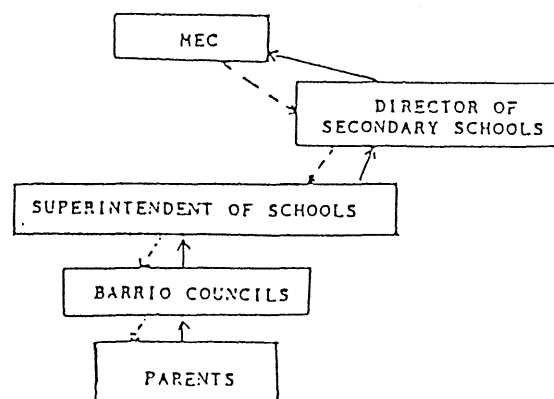 MEC
DIRECTOR OF
SECONDARY SCHOOLS
SUPERINTENDENT OF SCHOOLS
BARRIO COUNCILS
PARENTS